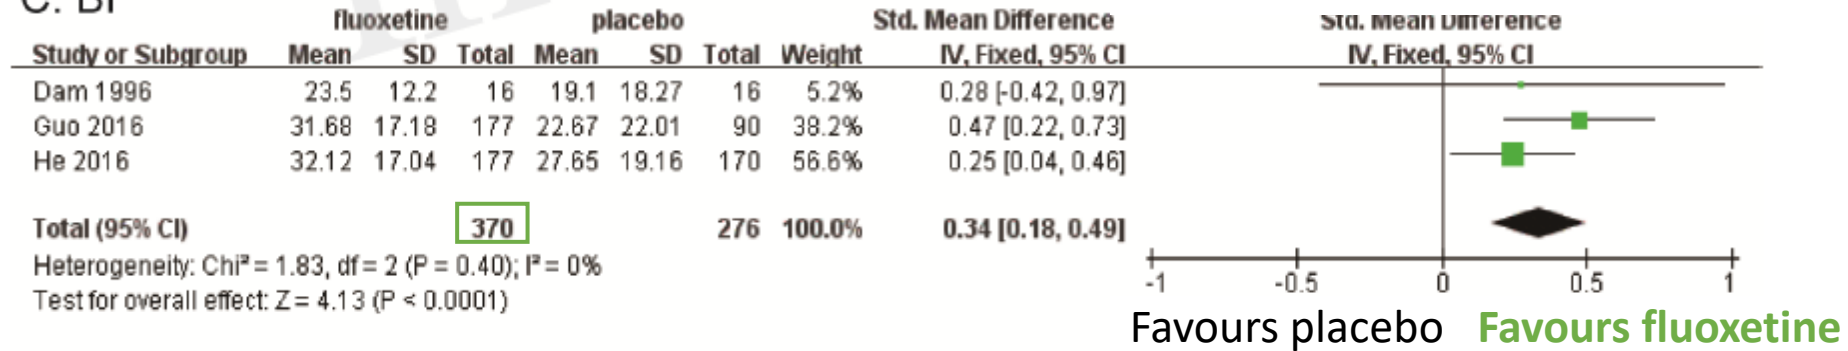 C. BI
fluoxetine placebo Std. Mean Difference Std. Mean Difference
Study or Subgroup Mean SD Total Mean SD Total Weight IV, Fixed, 95% CI IV, Fixed, 95% CI
Dam 1996 23.5 12.2 16 19.1 18.27 16 5.2% 0.28 [-0.42, 0.97]
Guo 2016 31.68 17.18 177 22.67 22.01 90 38.2% 0.47 [0.22, 0.73]
He 2016 32.12 17.04 177 27.65 19.16 170 56.6% 0.25 [0.04, 0.46]
Total (95% CI) 370 276 100.0% 0.34 [0.18, 0.49]
Heterogeneity: Chi² = 1.83, df = 2 (P = 0.40); I² = 0%
Test for overall effect: Z = 4.13 (P < 0.0001)
-1 -0.5 0 0.5 1
Favours placebo Favours fluoxetine